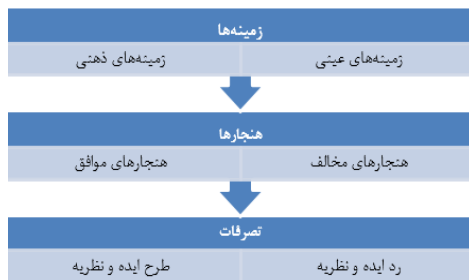 زمینه‌ها
زمینه‌های عینی
زمینه‌های ذهنی
هنجارها
هنجارهای مخالف
هنجارهای موافق
تصرفات
رد ایده و نظریه
طرح ایده و نظریه